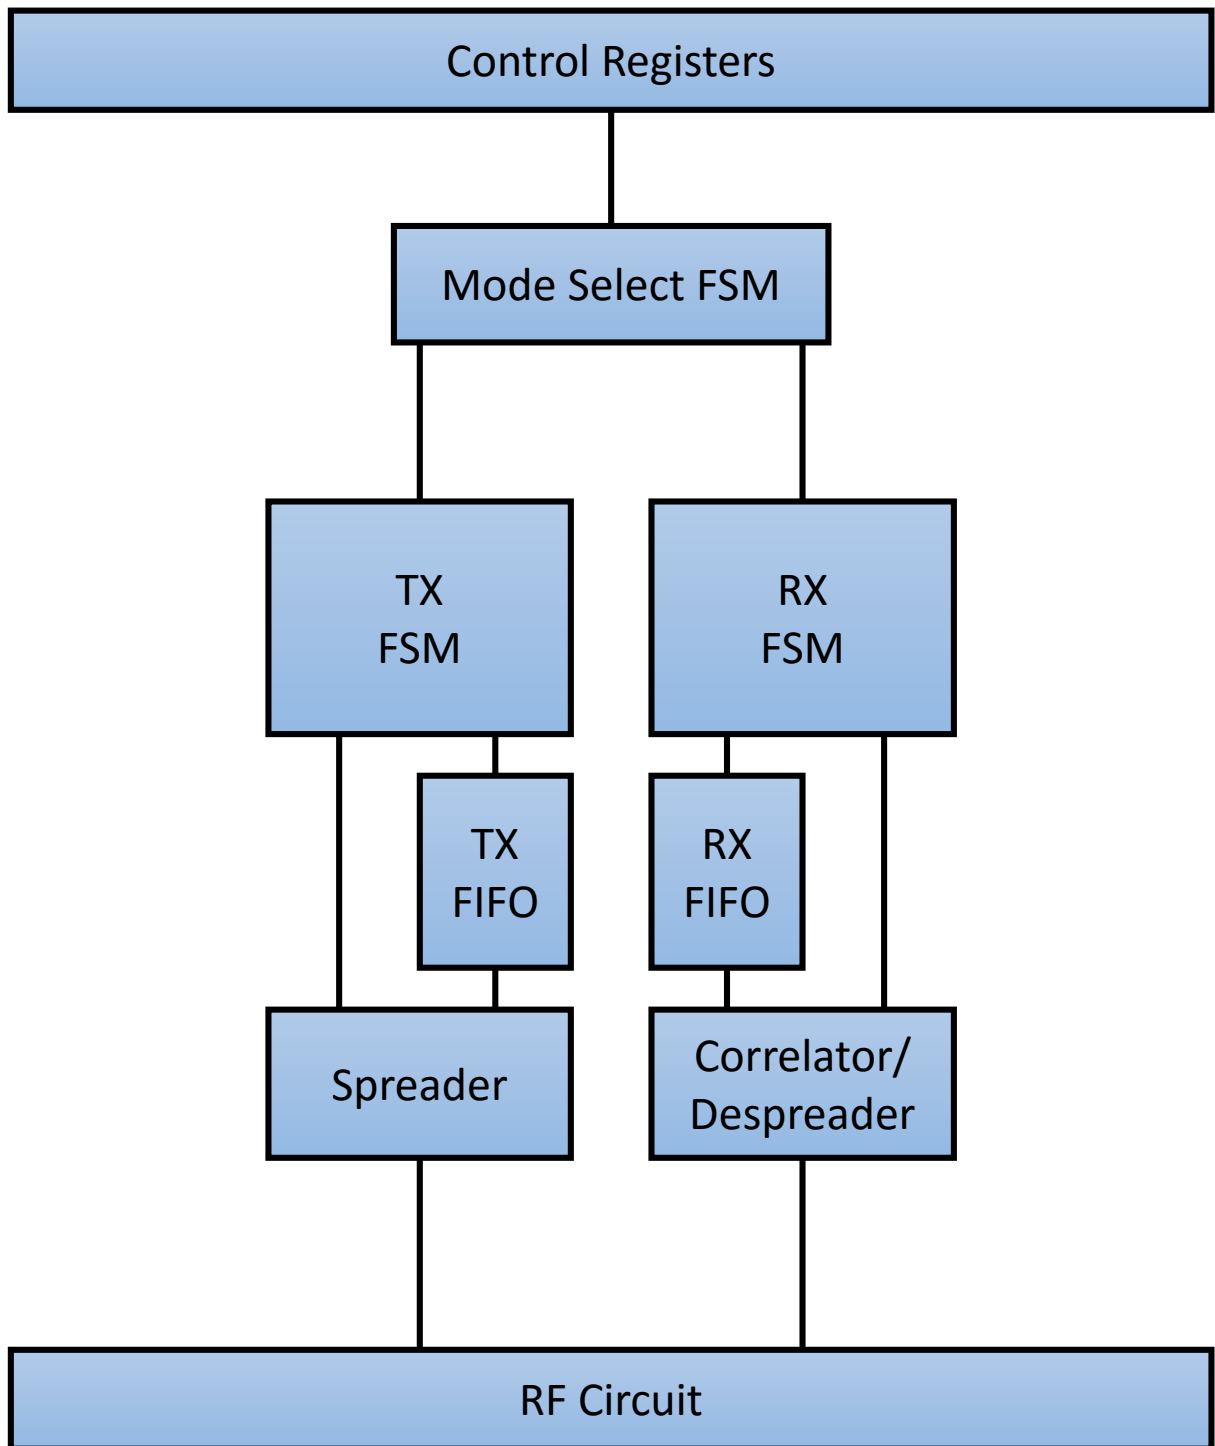 Control Registers
Mode Select FSM
TX
FSM
RX
FSM
TX
FIFO
RX
FIFO
Spreader
Correlator/
Despreader
RF Circuit